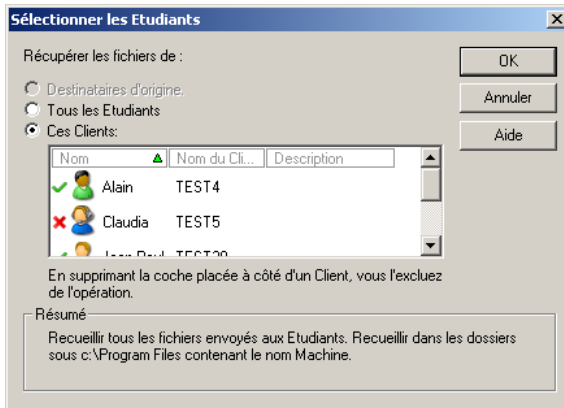 Sélectionner les Etudiants
Récupérer les fichiers de :
Destinataires d'origine.
Tous les Etudiants
Ces Clients:
Nom Nom du Cli... Description
Alain TEST4
Claudia TEST5
Jean Paul TEST20
En supprimant la coche placée à côté d'un Client, vous l'excluez
de l'opération.
Résumé
Recueillir tous les fichiers envoyés aux Etudiants. Recueillir dans les dossiers
sous c:\Program Files contenant le nom Machine.
OK
Annuler
Aide